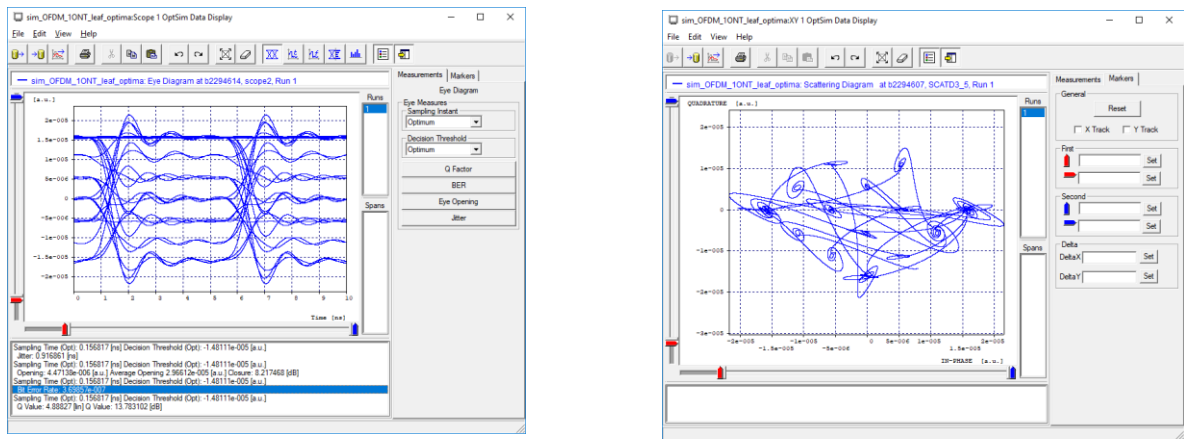 sim_OFDM_1ONT_leaf_optima:Scope 1 OptSim Data Display
File Edit View Help
sim_OFDM_1ONT_leaf_optima: Eye Diagram at b2294614, scope2, Run 1
[a.u.]
2e-005
1.5e-005
1e-005
5e-006
0
-5e-006
-1e-005
-1.5e-005
-2e-005
0 1 2 3 4 5 6 7 8 9 10
Time [ns]
Runs
1
Spans
Measurements Markers
Eye Diagram
Eye Measures
Sampling Instant
Optimum
Decision Threshold
Optimum
Q Factor
BER
Eye Opening
Jitter
Sampling Time (Opt): 0.156817 [ns] Decision Threshold (Opt): -1.48111e-005 [a.u.]
Jitter: 0.916861 [ns]
Sampling Time (Opt): 0.156817 [ns] Decision Threshold (Opt): -1.48111e-005 [a.u.]
Opening: 4.47138e-006 [a.u.] Average Opening 2.96612e-005 [a.u.] Closure: 8.217468 [dB]
Sampling Time (Opt): 0.156817 [ns] Decision Threshold (Opt): -1.48111e-005 [a.u.]
Bit Error Rate: 3.69857e-007
Sampling Time (Opt): 0.156817 [ns] Decision Threshold (Opt): -1.48111e-005 [a.u.]
Q Value: 4.88827 [lin] Q Value: 13.783102 [dB]
sim_OFDM_1ONT_leaf_optima:XY 1 OptSim Data Display
File Edit View Help
sim_OFDM_1ONT_leaf_optima: Scattering Diagram at b2294607, SCATD3_5, Run 1
QUADRATURE [a.u.]
2e-005
1e-005
0
-1e-005
-2e-005
-3e-005
-2e-005 -1e-005 0 1e-005 2e-005
-1.5e-005 -5e-006 5e-006 1.5e-005
IN-PHASE [a.u.]
Runs
1
Spans
Measurements Markers
General
Reset
X Track Y Track
First
Set
Set
Second
Set
Set
Delta
DeltaX Set
DeltaY Set